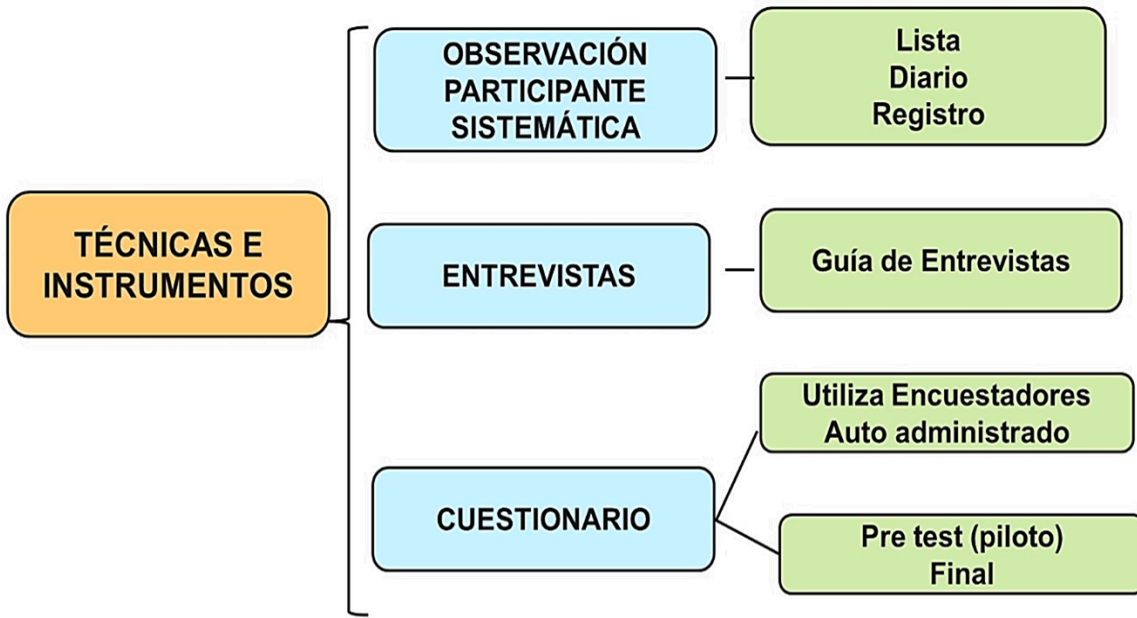 TÉCNICAS E
INSTRUMENTOS
OBSERVACIÓN
PARTICIPANTE
SISTEMÁTICA
Lista
Diario
Registro
ENTREVISTAS
Guía de Entrevistas
CUESTIONARIO
Utiliza Encuestadores
Auto administrado
Pre test (piloto)
Final